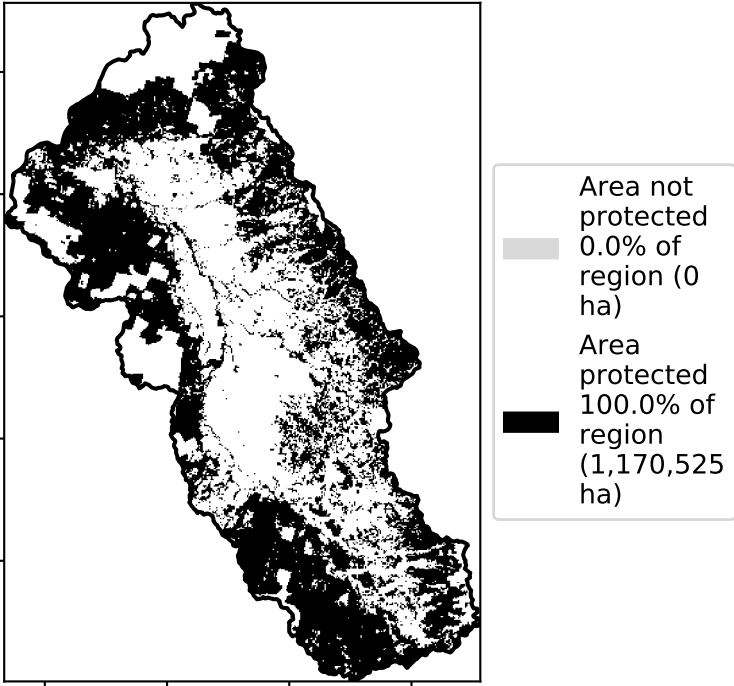 Area not
protected
0.0% of
region (0
ha)
Area
protected
100.0% of
region
(1,170,525
ha)